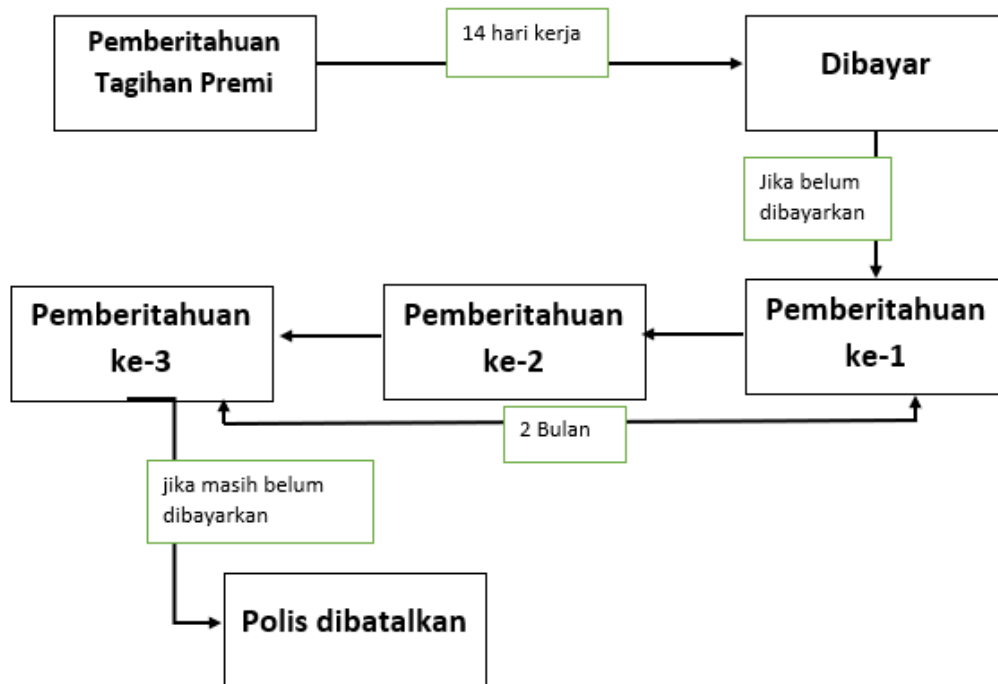 Pemberitahuan
Tagihan Premi
14 hari kerja
Dibayar
Jika belum
dibayarkan
Pemberitahuan
ke-1
Pemberitahuan
ke-2
Pemberitahuan
ke-3
2 Bulan
jika masih belum
dibayarkan
Polis dibatalkan